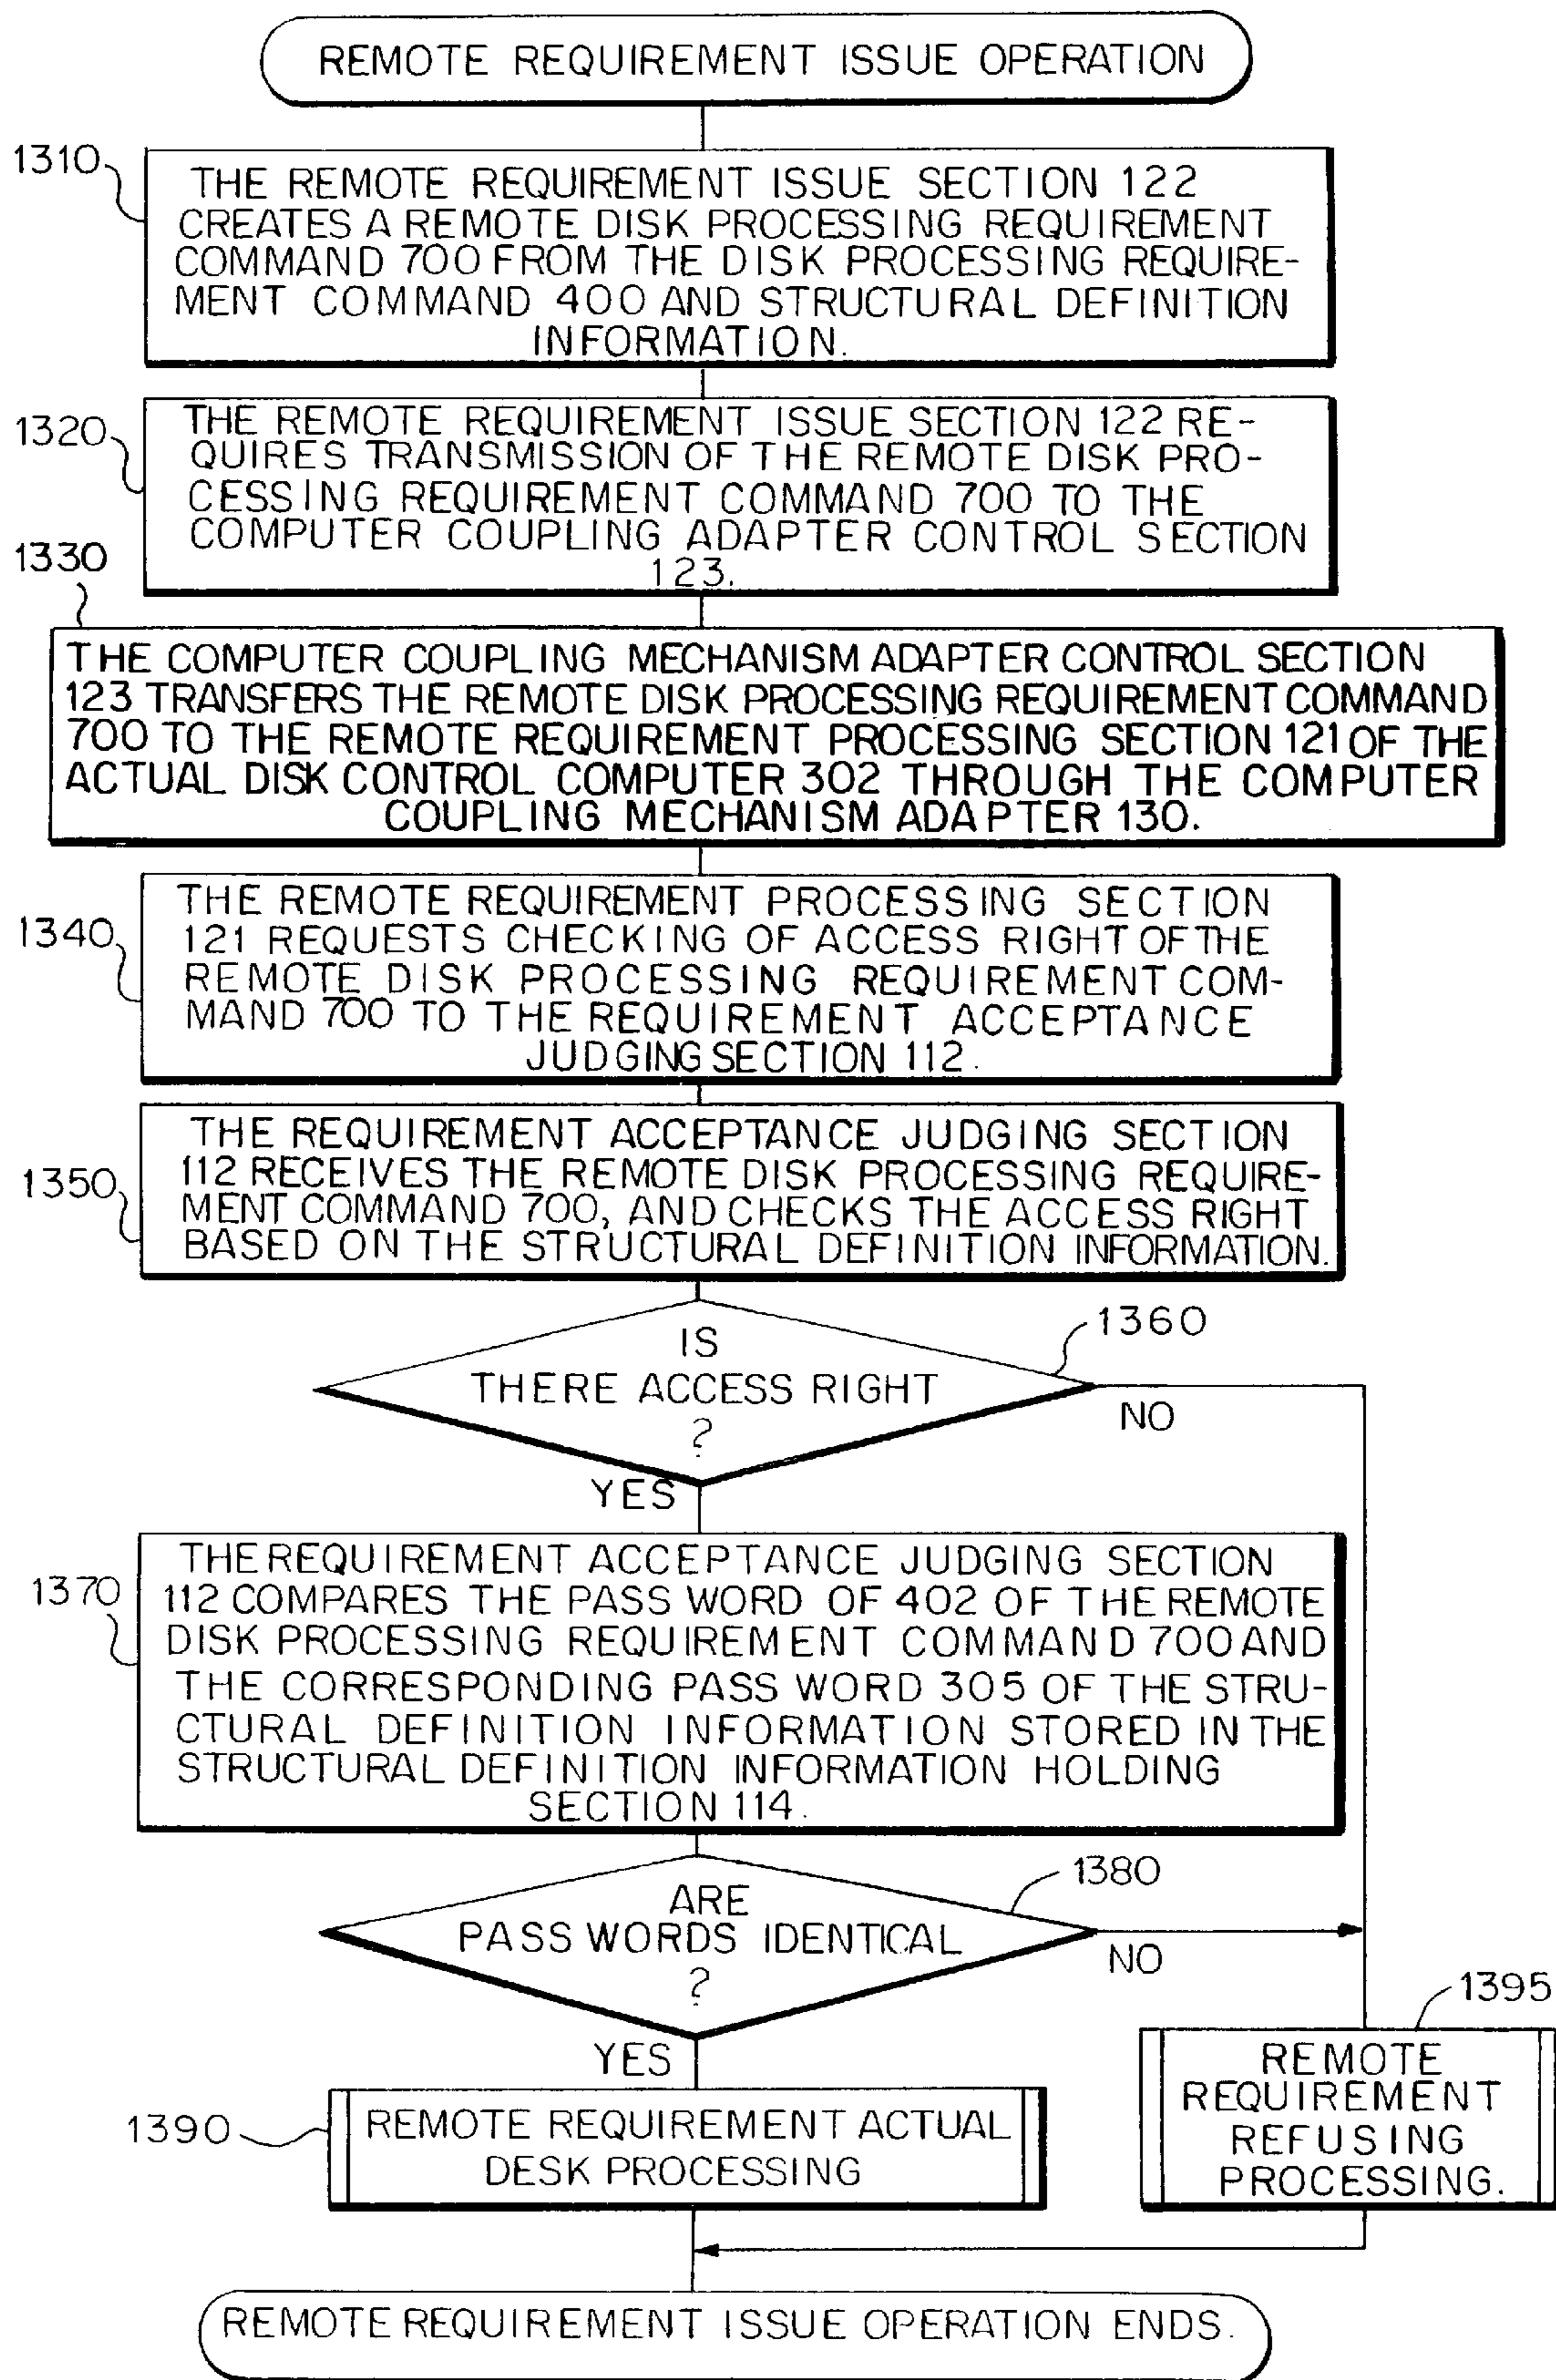 REMOTE REQUIREMENT ISSUE OPERATION
1310
THE REMOTE REQUIREMENT ISSUE SECTION 122
CREATES A REMOTE DISK PROCESSING REQUIREMENT
COMMAND 700 FROM THE DISK PROCESSING REQUIRE-
MENT COMMAND 400 AND STRUCTURAL DEFINITION
INFORMATION.
1320
THE REMOTE REQUIREMENT ISSUE SECTION 122 RE-
QUIRES TRANSMISSION OF THE REMOTE DISK PRO-
CESSING REQUIREMENT COMMAND 700 TO THE
COMPUTER COUPLING ADAPTER CONTROL SECTION
123.
1330
THE COMPUTER COUPLING MECHANISM ADAPTER CONTROL SECTION
123 TRANSFERS THE REMOTE DISK PROCESSING REQUIREMENT COMMAND
700 TO THE REMOTE REQUIREMENT PROCESSING SECTION 121 OF THE
ACTUAL DISK CONTROL COMPUTER 302 THROUGH THE COMPUTER
COUPLING MECHANISM ADAPTER 130.
1340
THE REMOTE REQUIREMENT PROCESSING SECTION
121 REQUESTS CHECKING OF ACCESS RIGHT OF THE
REMOTE DISK PROCESSING REQUIREMENT COM-
MAND 700 TO THE REQUIREMENT ACCEPTANCE
JUDGING SECTION 112.
1350
THE REQUIREMENT ACCEPTANCE JUDGING SECTION
112 RECEIVES THE REMOTE DISK PROCESSING REQUIRE-
MENT COMMAND 700, AND CHECKS THE ACCESS RIGHT
BASED ON THE STRUCTURAL DEFINITION INFORMATION.
1360
IS
THERE ACCESS RIGHT
?
NO
YES
1370
THE REQUIREMENT ACCEPTANCE JUDGING SECTION
112 COMPARES THE PASS WORD OF 402 OF THE REMOTE
DISK PROCESSING REQUIREMENT COMMAND 700 AND
THE CORRESPONDING PASS WORD 305 OF THE STRU-
CTURAL DEFINITION INFORMATION STORED IN THE
STRUCTURAL DEFINITION INFORMATION HOLDING
SECTION 114.
1380
ARE
PASS WORDS IDENTICAL
?
NO
YES
1395
REMOTE
REQUIREMENT
REFUSING
PROCESSING.
1390
REMOTE REQUIREMENT ACTUAL
DESK PROCESSING
REMOTE REQUIREMENT ISSUE OPERATION ENDS.